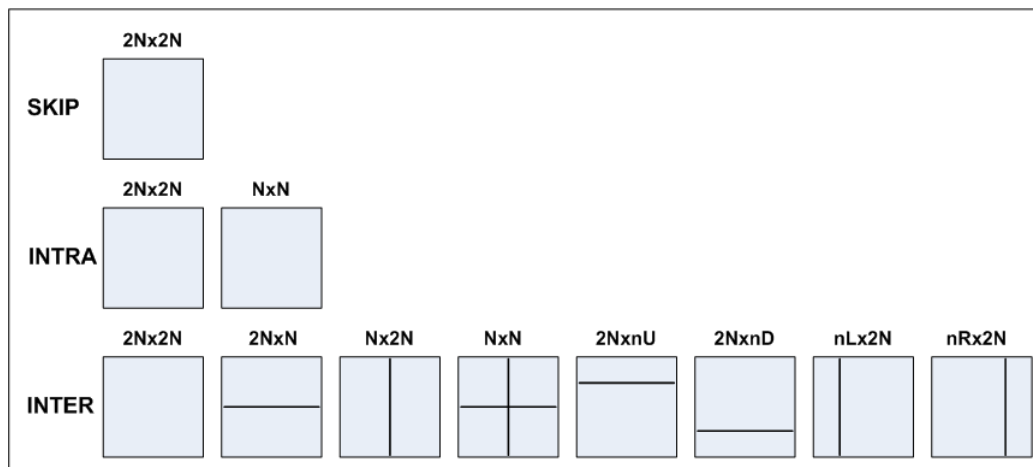 2Nx2N
SKIP
2Nx2N NxN
INTRA
2Nx2N 2NxN Nx2N NxN 2NxnU 2NxnD nLx2N nRx2N
INTER